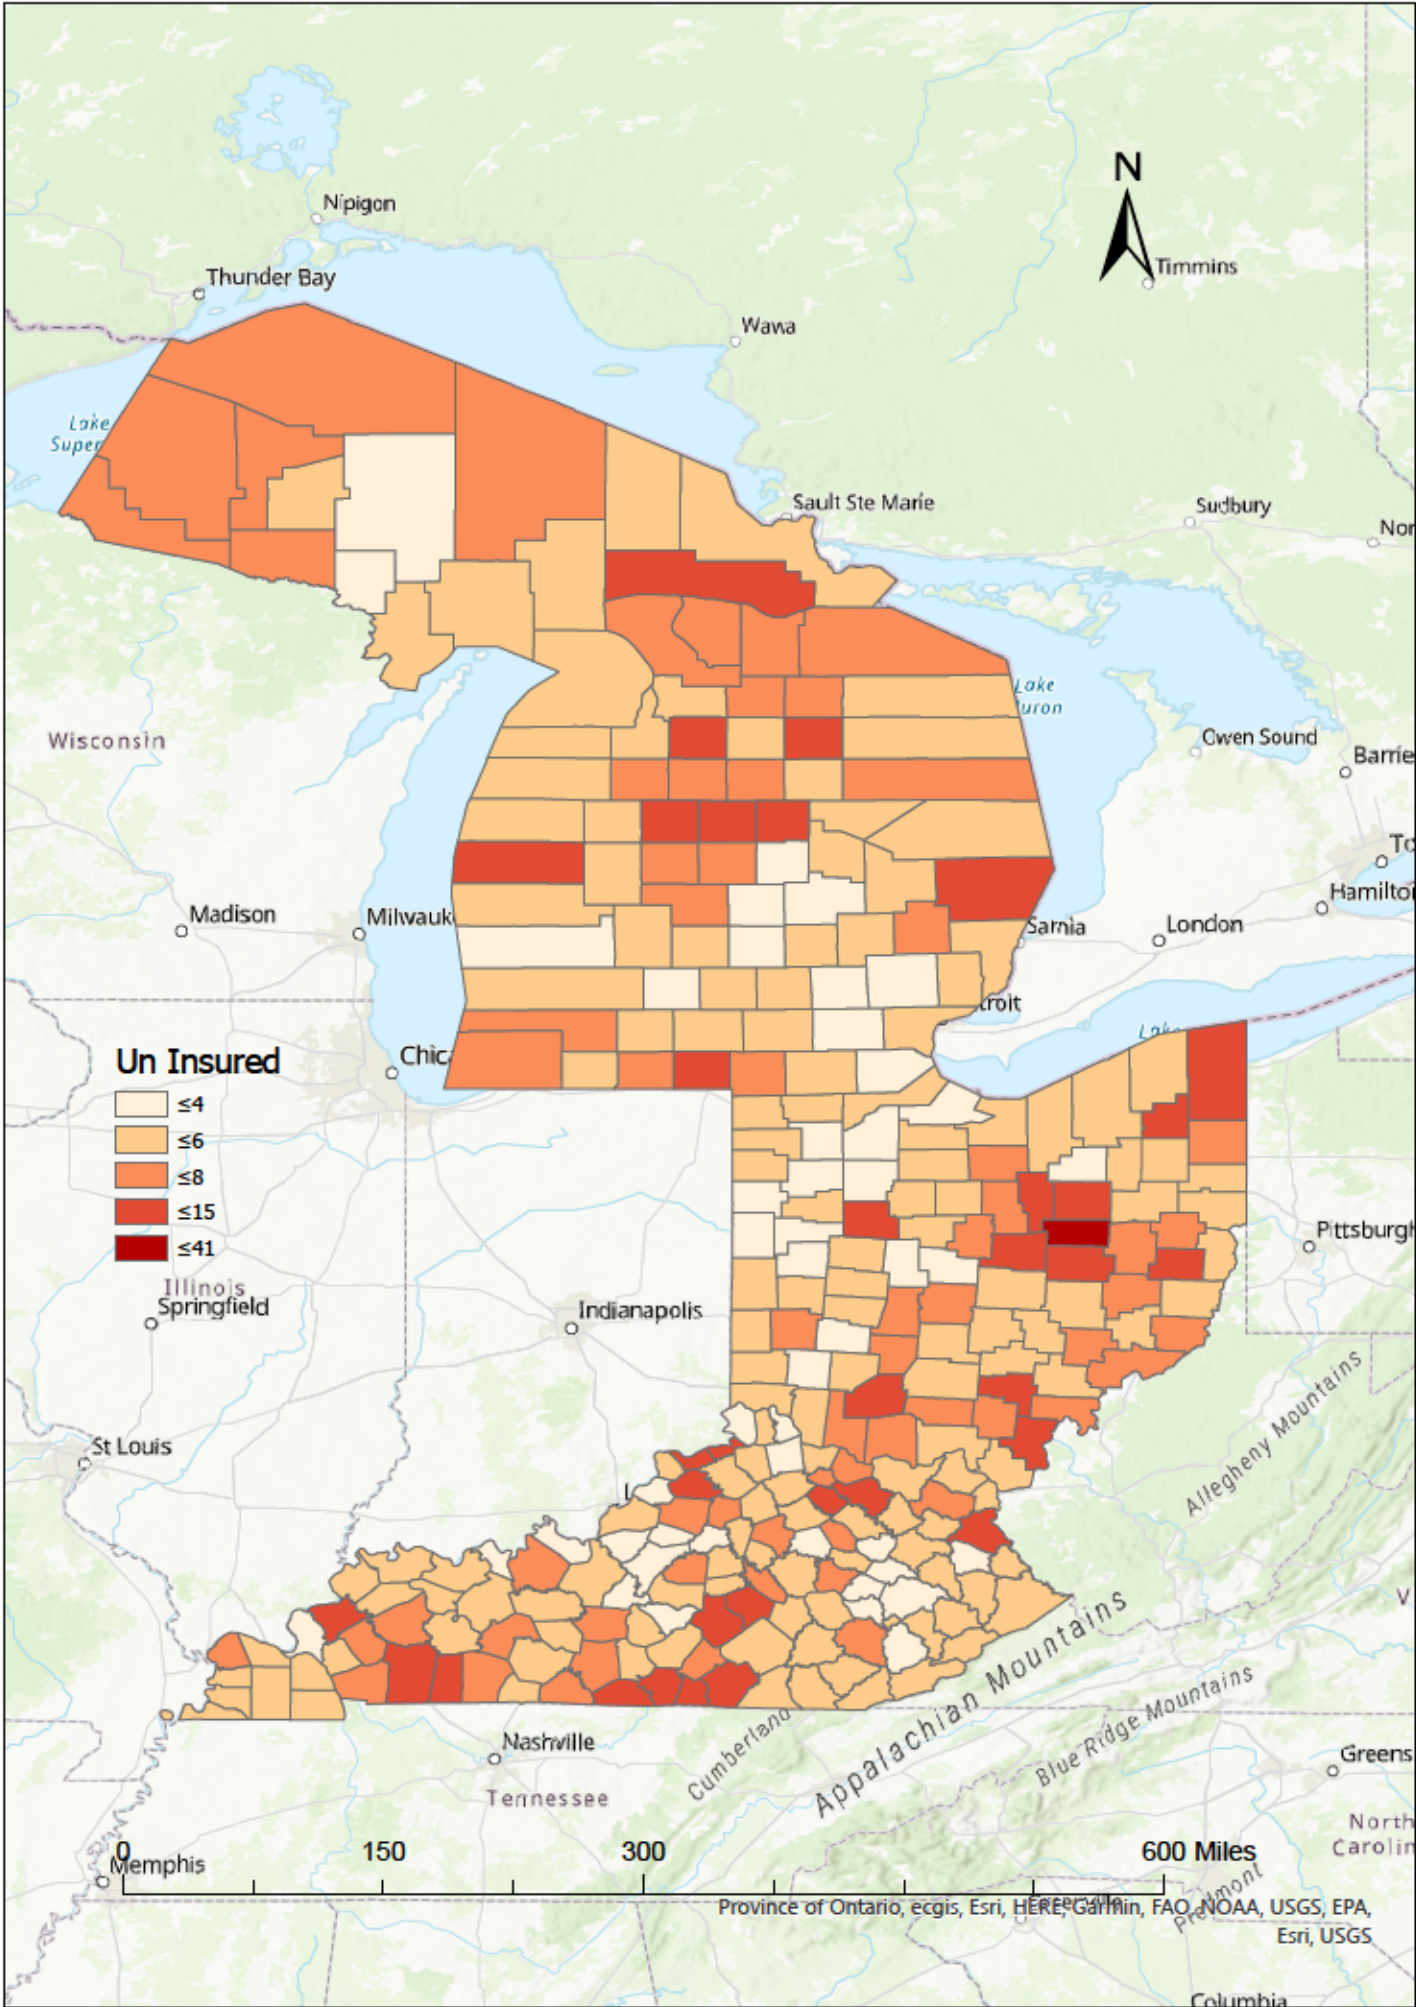 N
Nipigon
Thunder Bay
Timmins
Wawa
Lake
Super
Sault Ste Marie
Sudbury
Nor
Lake
uron
Wisconsin
Owen Sound
Barrie
To
Hamilton
Madison
Milwauk
Sarnia
London
troit
Lake
Un Insured
Chic
≤4
≤6
≤8
≤15
≤41
Pittsburgh
Illinois
Springfield
Indianapolis
Allegheny Mountains
St Louis
L
V
Appalachian Mountains
Blue Ridge Mountains
Cumberland
Nashville
Tennessee
Greens
North
Carolin
0 150 300 600 Miles
Memphis
Piedmont
Province of Ontario, ecgis, Esri, HERE, Garmin, FAO, NOAA, USGS, EPA,
Esri, USGS
Columbia